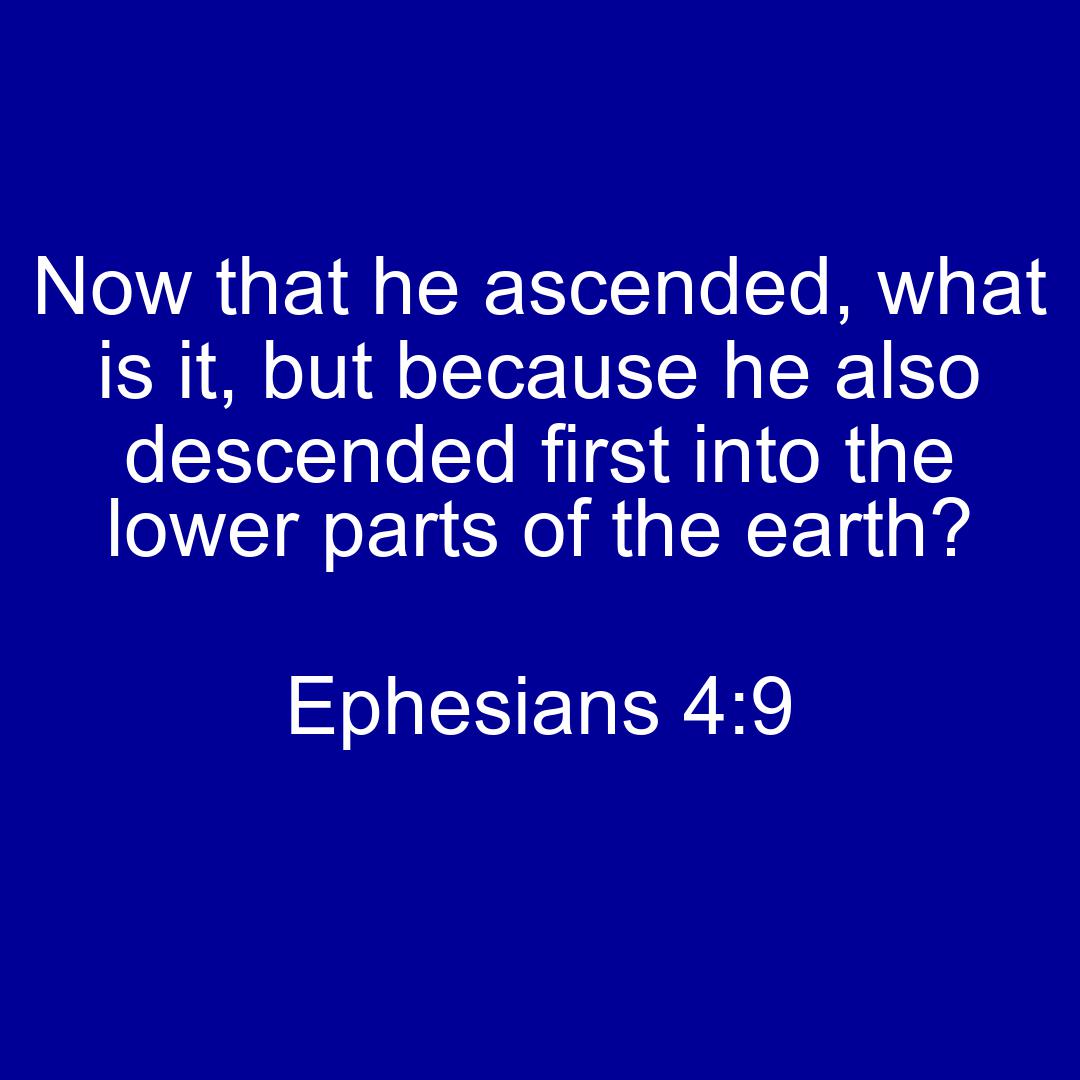 Now that he ascended, what
is it, but because he also
descended first into the
lower parts of the earth?
Ephesians 4:9